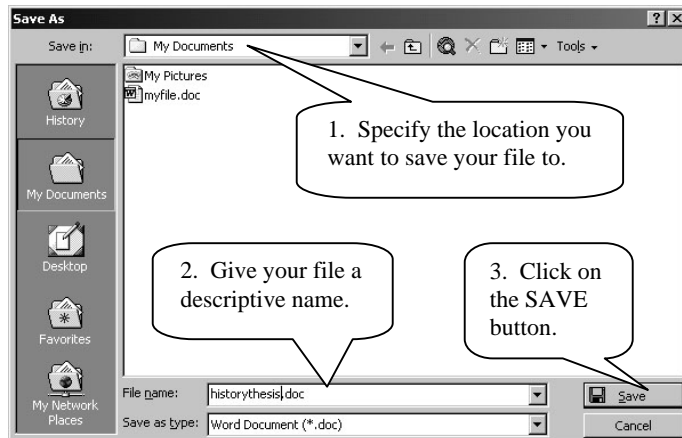 Save As
Save in:
My Documents
Tools
My Pictures
myfile.doc
History
My Documents
Desktop
Favorites
My Network
Places
1. Specify the location you
want to save your file to.
2. Give your file a
descriptive name.
3. Click on
the SAVE
button.
File name:
historythesis.doc
Save
Save as type:
Word Document (*.doc)
Cancel